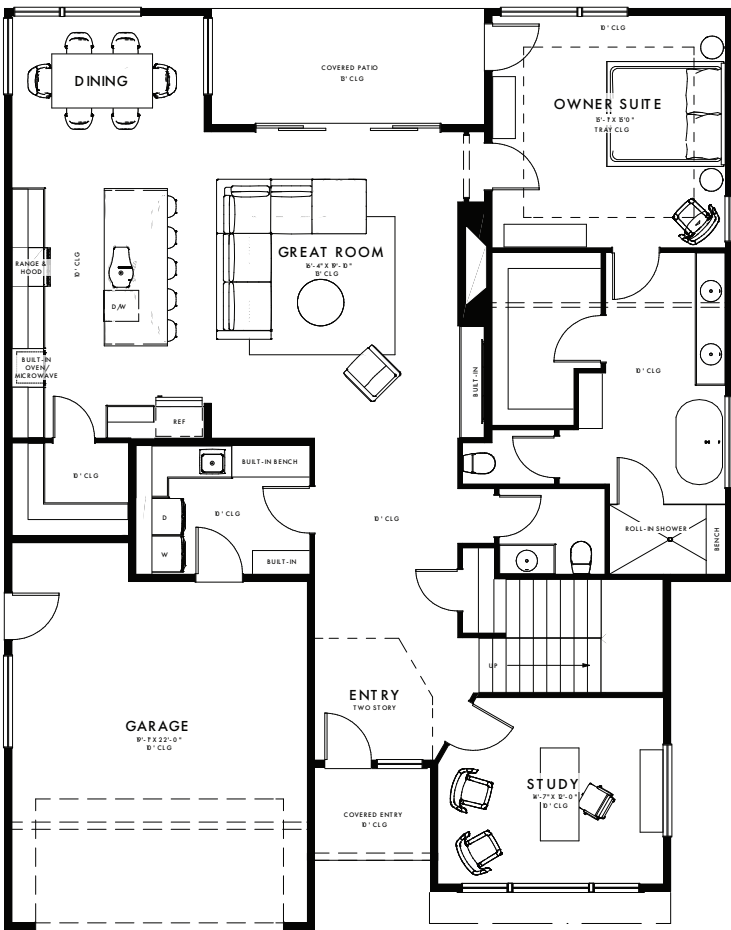 10' CLG
COVERED PATIO
13' CLG
DINING
OWNER SUITE
15'-1" X 15'0"
TRAY CLG
GREAT ROOM
16'-4" X 19'-10"
13' CLG
RANGE &
HOOD
10' CLG
D/W
BUILT-IN
OVEN/
MICROWAVE
BUILT-IN
10' CLG
REF
10' CLG
BUILT-IN BENCH
D
10' CLG
W
BUILT-IN
10' CLG
ROLL-IN SHOWER
BENCH
UP
ENTRY
TWO STORY
GARAGE
19'-1" X 22'-0"
10' CLG
STUDY
14'-7" X 12'-0"
10' CLG
COVERED ENTRY
10' CLG